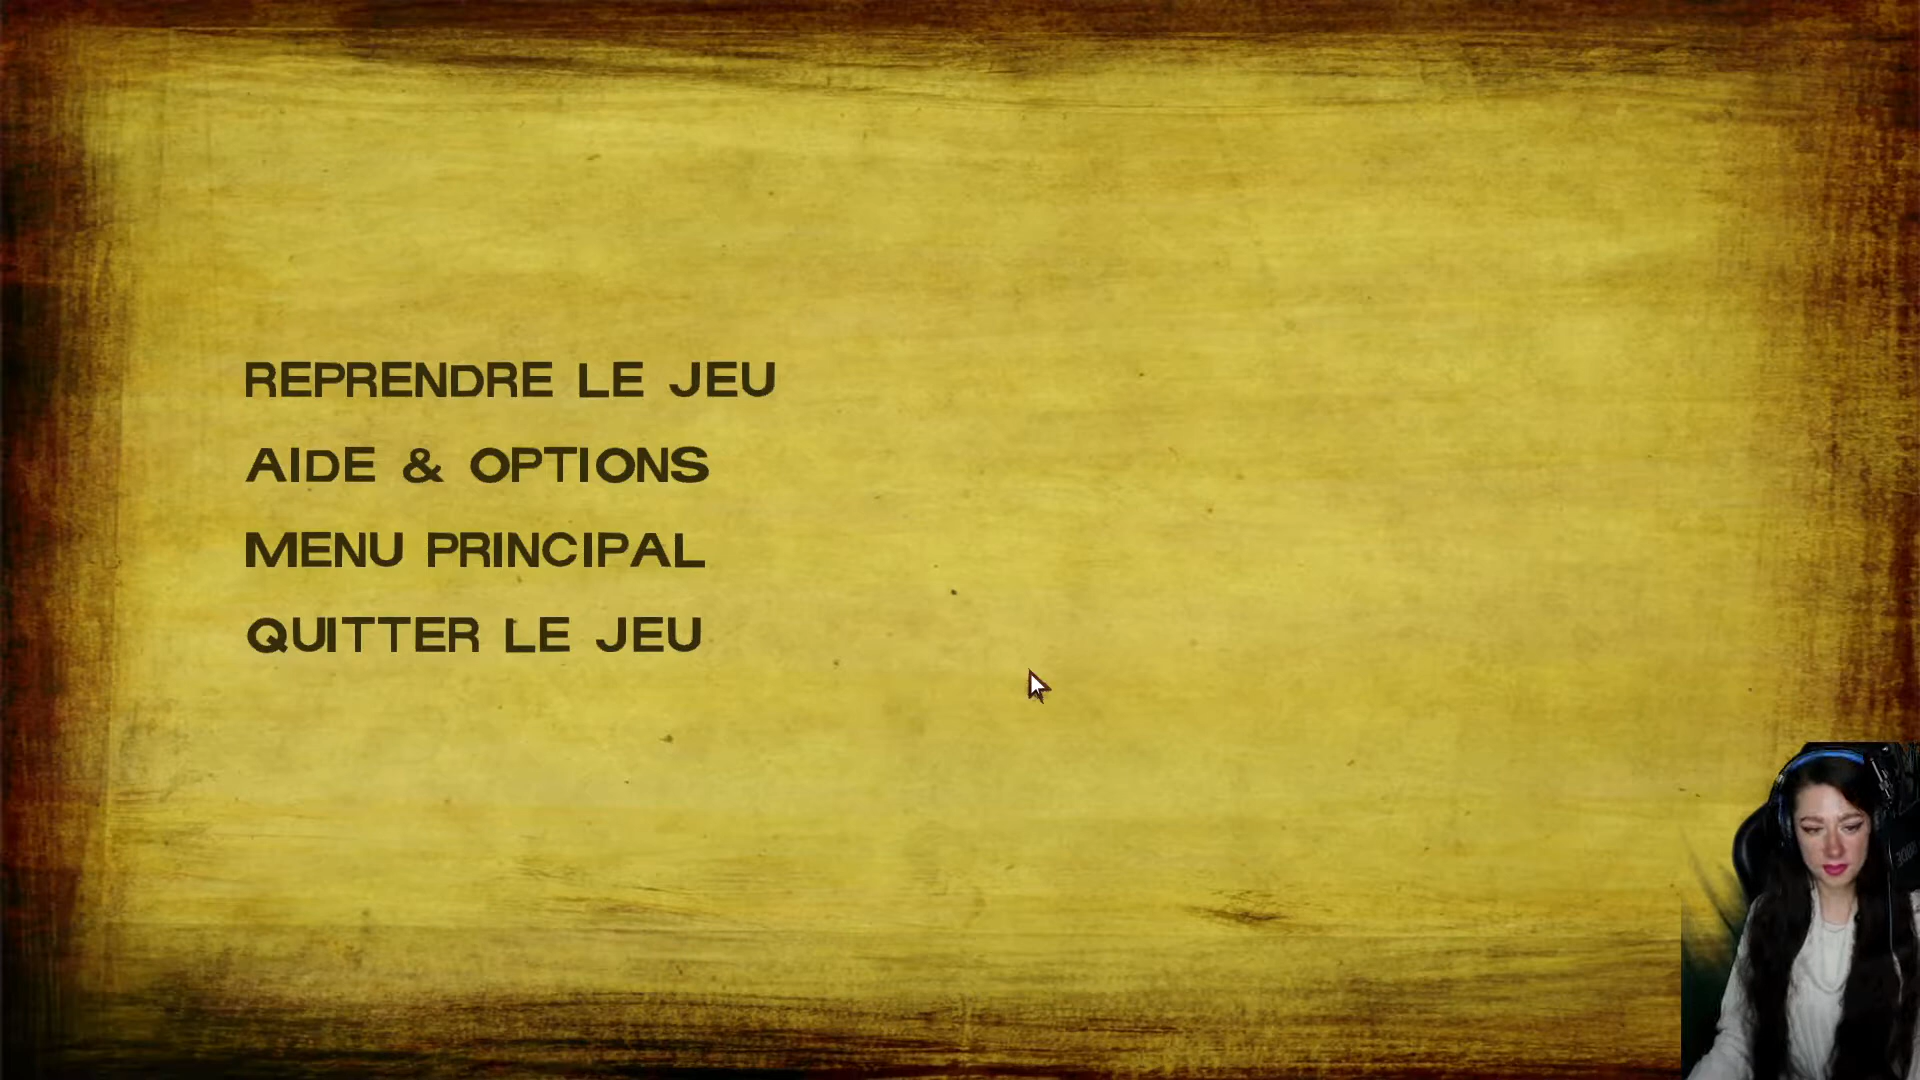 REPRENDRE LE JEU
AIDE & OPTIONS
MENU PRINCIPAL
QUITTER LE JEU